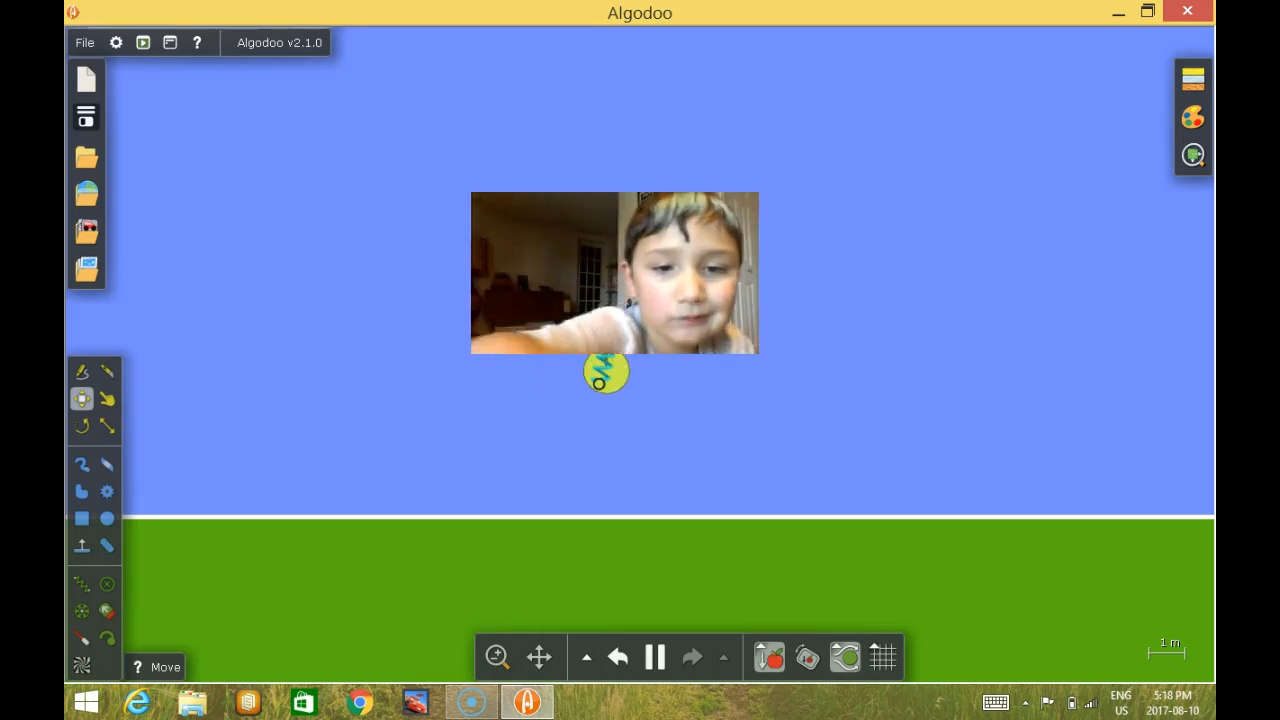 Algodoo
File ? Algodoo v2.1.0
? Move
1 m
ENG 5:18 PM
US 2017-08-10